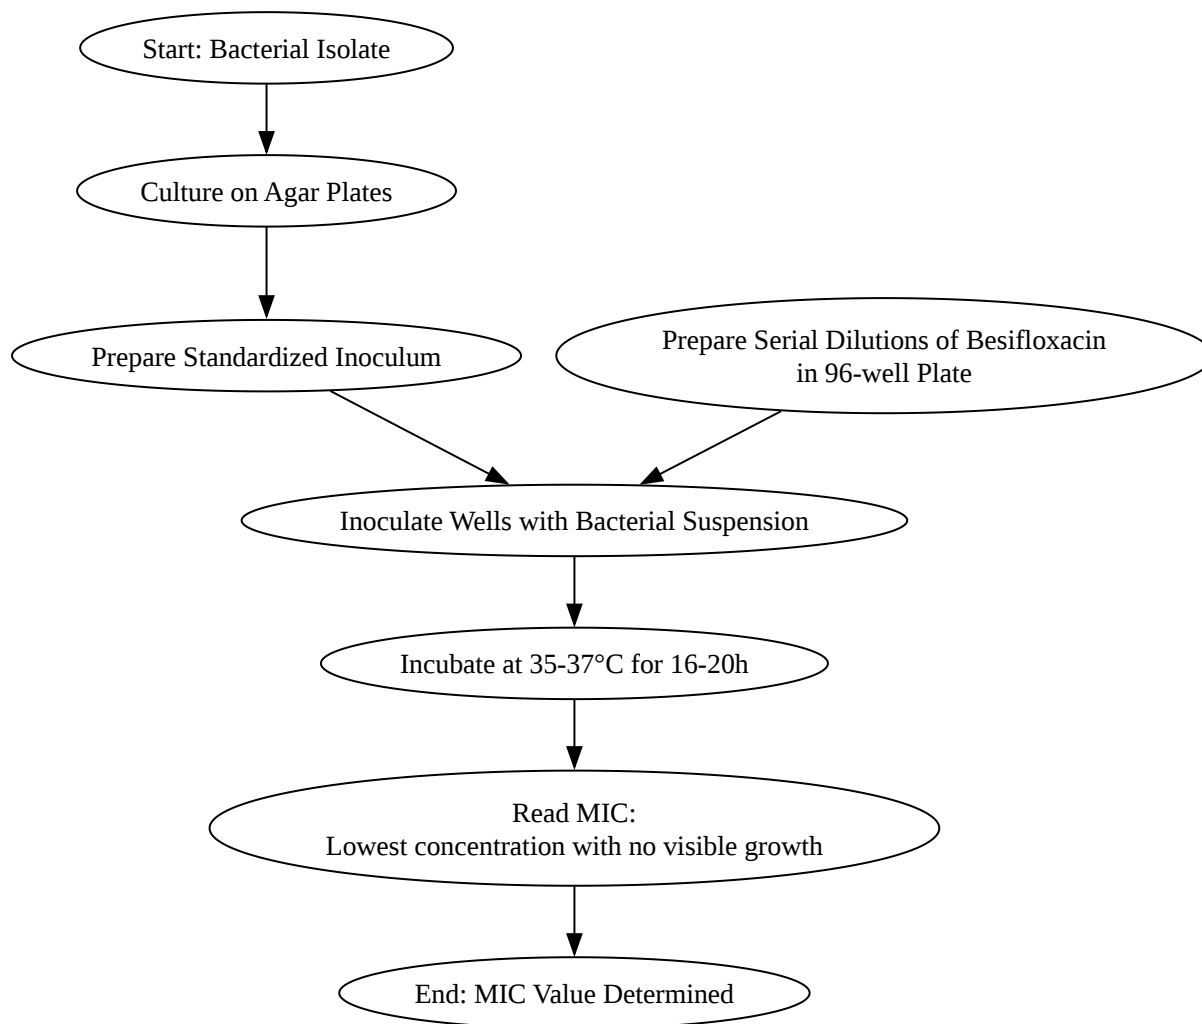 Start: Bacterial Isolate
Culture on Agar Plates
Prepare Standardized Inoculum
Prepare Serial Dilutions of Besifloxacin
in 96-well Plate
Inoculate Wells with Bacterial Suspension
Incubate at 35-37°C for 16-20h
Read MIC:
Lowest concentration with no visible growth
End: MIC Value Determined